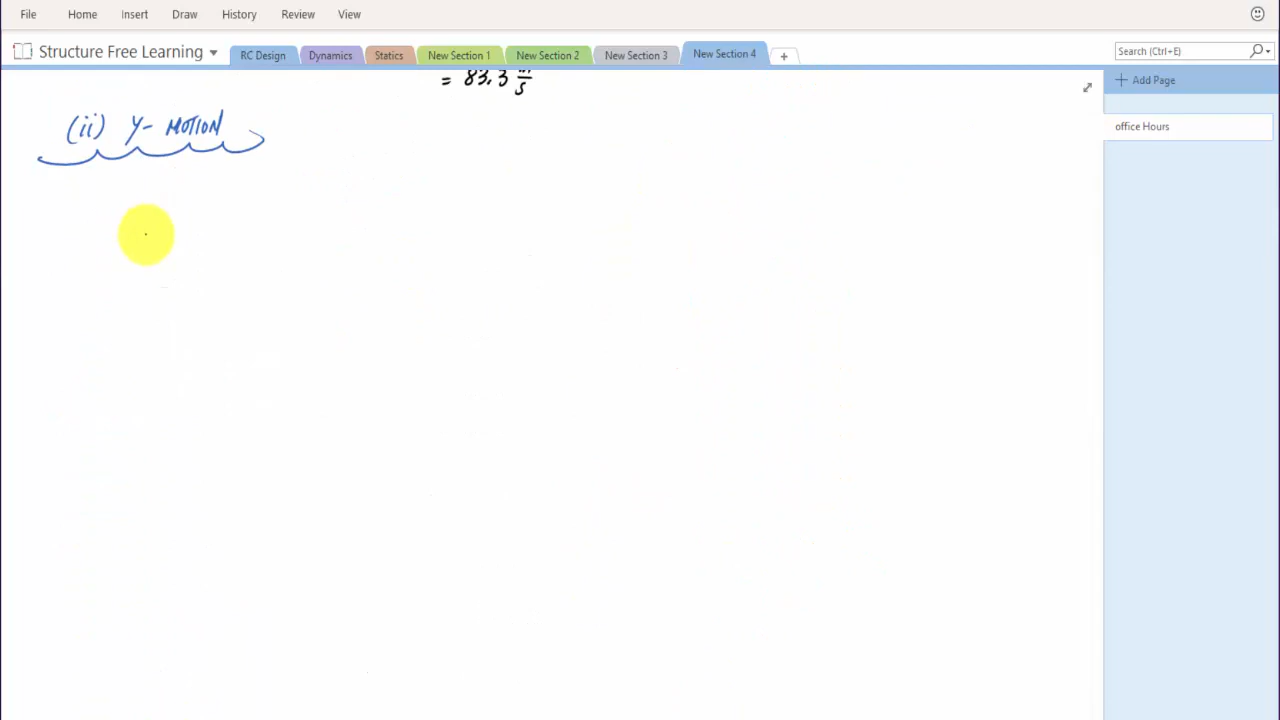 File Home Insert Draw History Review View
Structure Free Learning RC Design Dynamics Statics New Section 1 New Section 2 New Section 3 New Section 4 + Search (Ctrl+E)
+ Add Page
office Hours
= 83.3 m/s
(ii) Y- MOTION